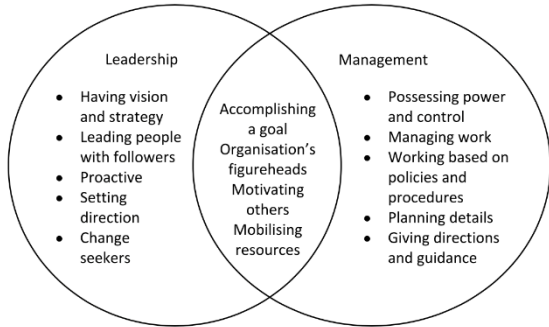 Leadership
• Having vision
and strategy
• Leading people
with followers
• Proactive
• Setting
direction
• Change
seekers
Accomplishing
a goal
Organisation's
figureheads
Motivating
others
Mobilising
resources
Management
• Possessing power
and control
• Managing work
• Working based on
policies and
procedures
• Planning details
• Giving directions
and guidance